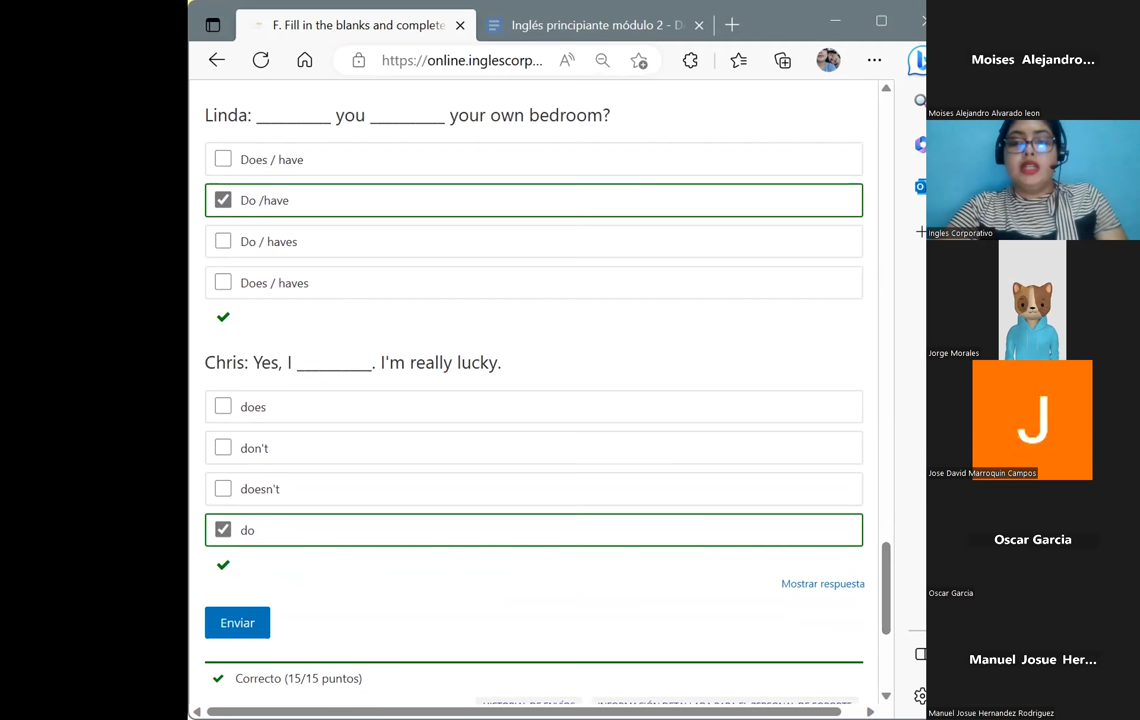 F. Fill in the blanks and complete
Inglés principiante módulo 2 - D
https://online.inglescorp...
Linda: _________ you _________ your own bedroom?
Does / have
Do /have
Do / haves
Does / haves
Chris: Yes, I _________. I'm really lucky.
does
don't
doesn't
do
Mostrar respuesta
Enviar
Correcto (15/15 puntos)
Moises Alejandro...
Moises Alejandro Alvarado leon
Ingles Corporativo
Jorge Morales
J
Jose David Marroquin Campos
Oscar Garcia
Oscar Garcia
Manuel Josue Her...
Manuel Josue Hernandez Rodriguez